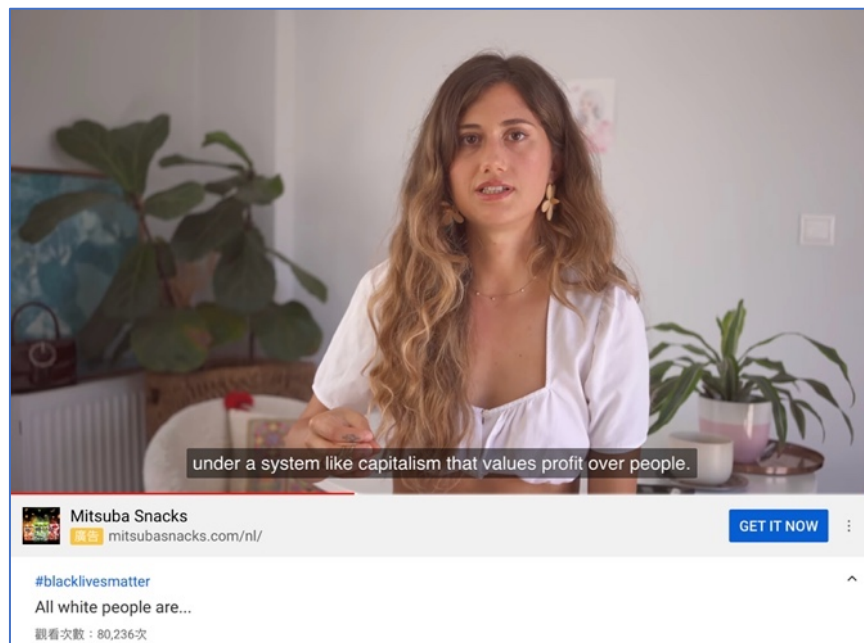 under a system like capitalism that values profit over people.
Mitsuba Snacks
廣告 mitsubasnacks.com/nl/
GET IT NOW
#blacklivesmatter
All white people are...
觀看次數：80,236次